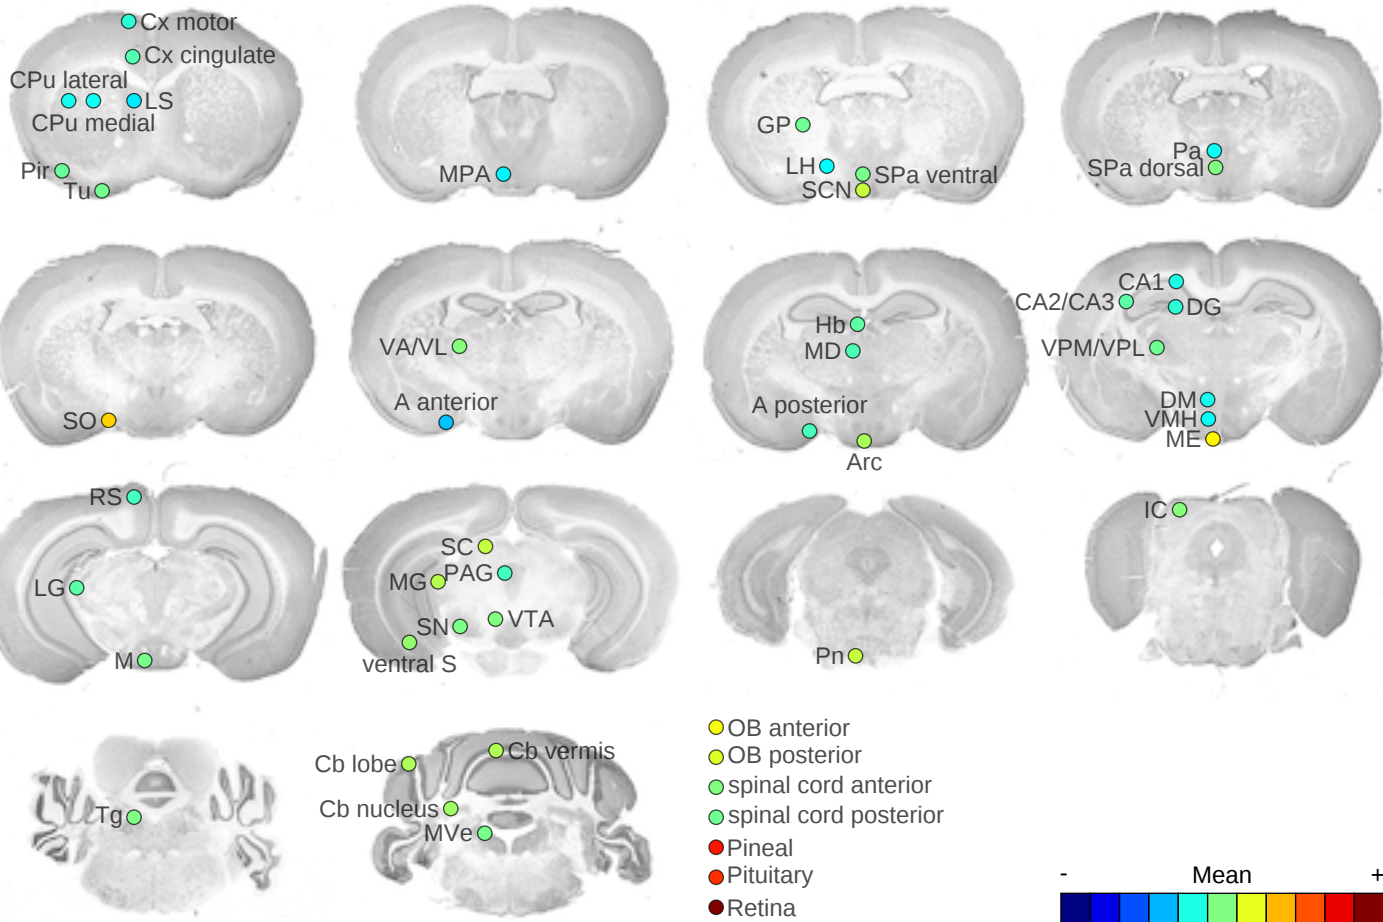 Cx motor
Cx cingulate
CPu lateral
LS
CPu medial
Pir
Tu
MPA
GP
LH
SPa ventral
SCN
Pa
SPa dorsal
SO
VA/VL
A anterior
Hb
MD
A posterior
Arc
CA1
CA2/CA3
DG
VPM/VPL
DM
VMH
ME
RS
LG
M
SC
PAG
MG
VTA
SN
ventral S
Pn
IC
Tg
Cb vermis
Cb lobe
Cb nucleus
MVe
OB anterior
OB posterior
spinal cord anterior
spinal cord posterior
Pineal
Pituitary
Retina
- Mean +